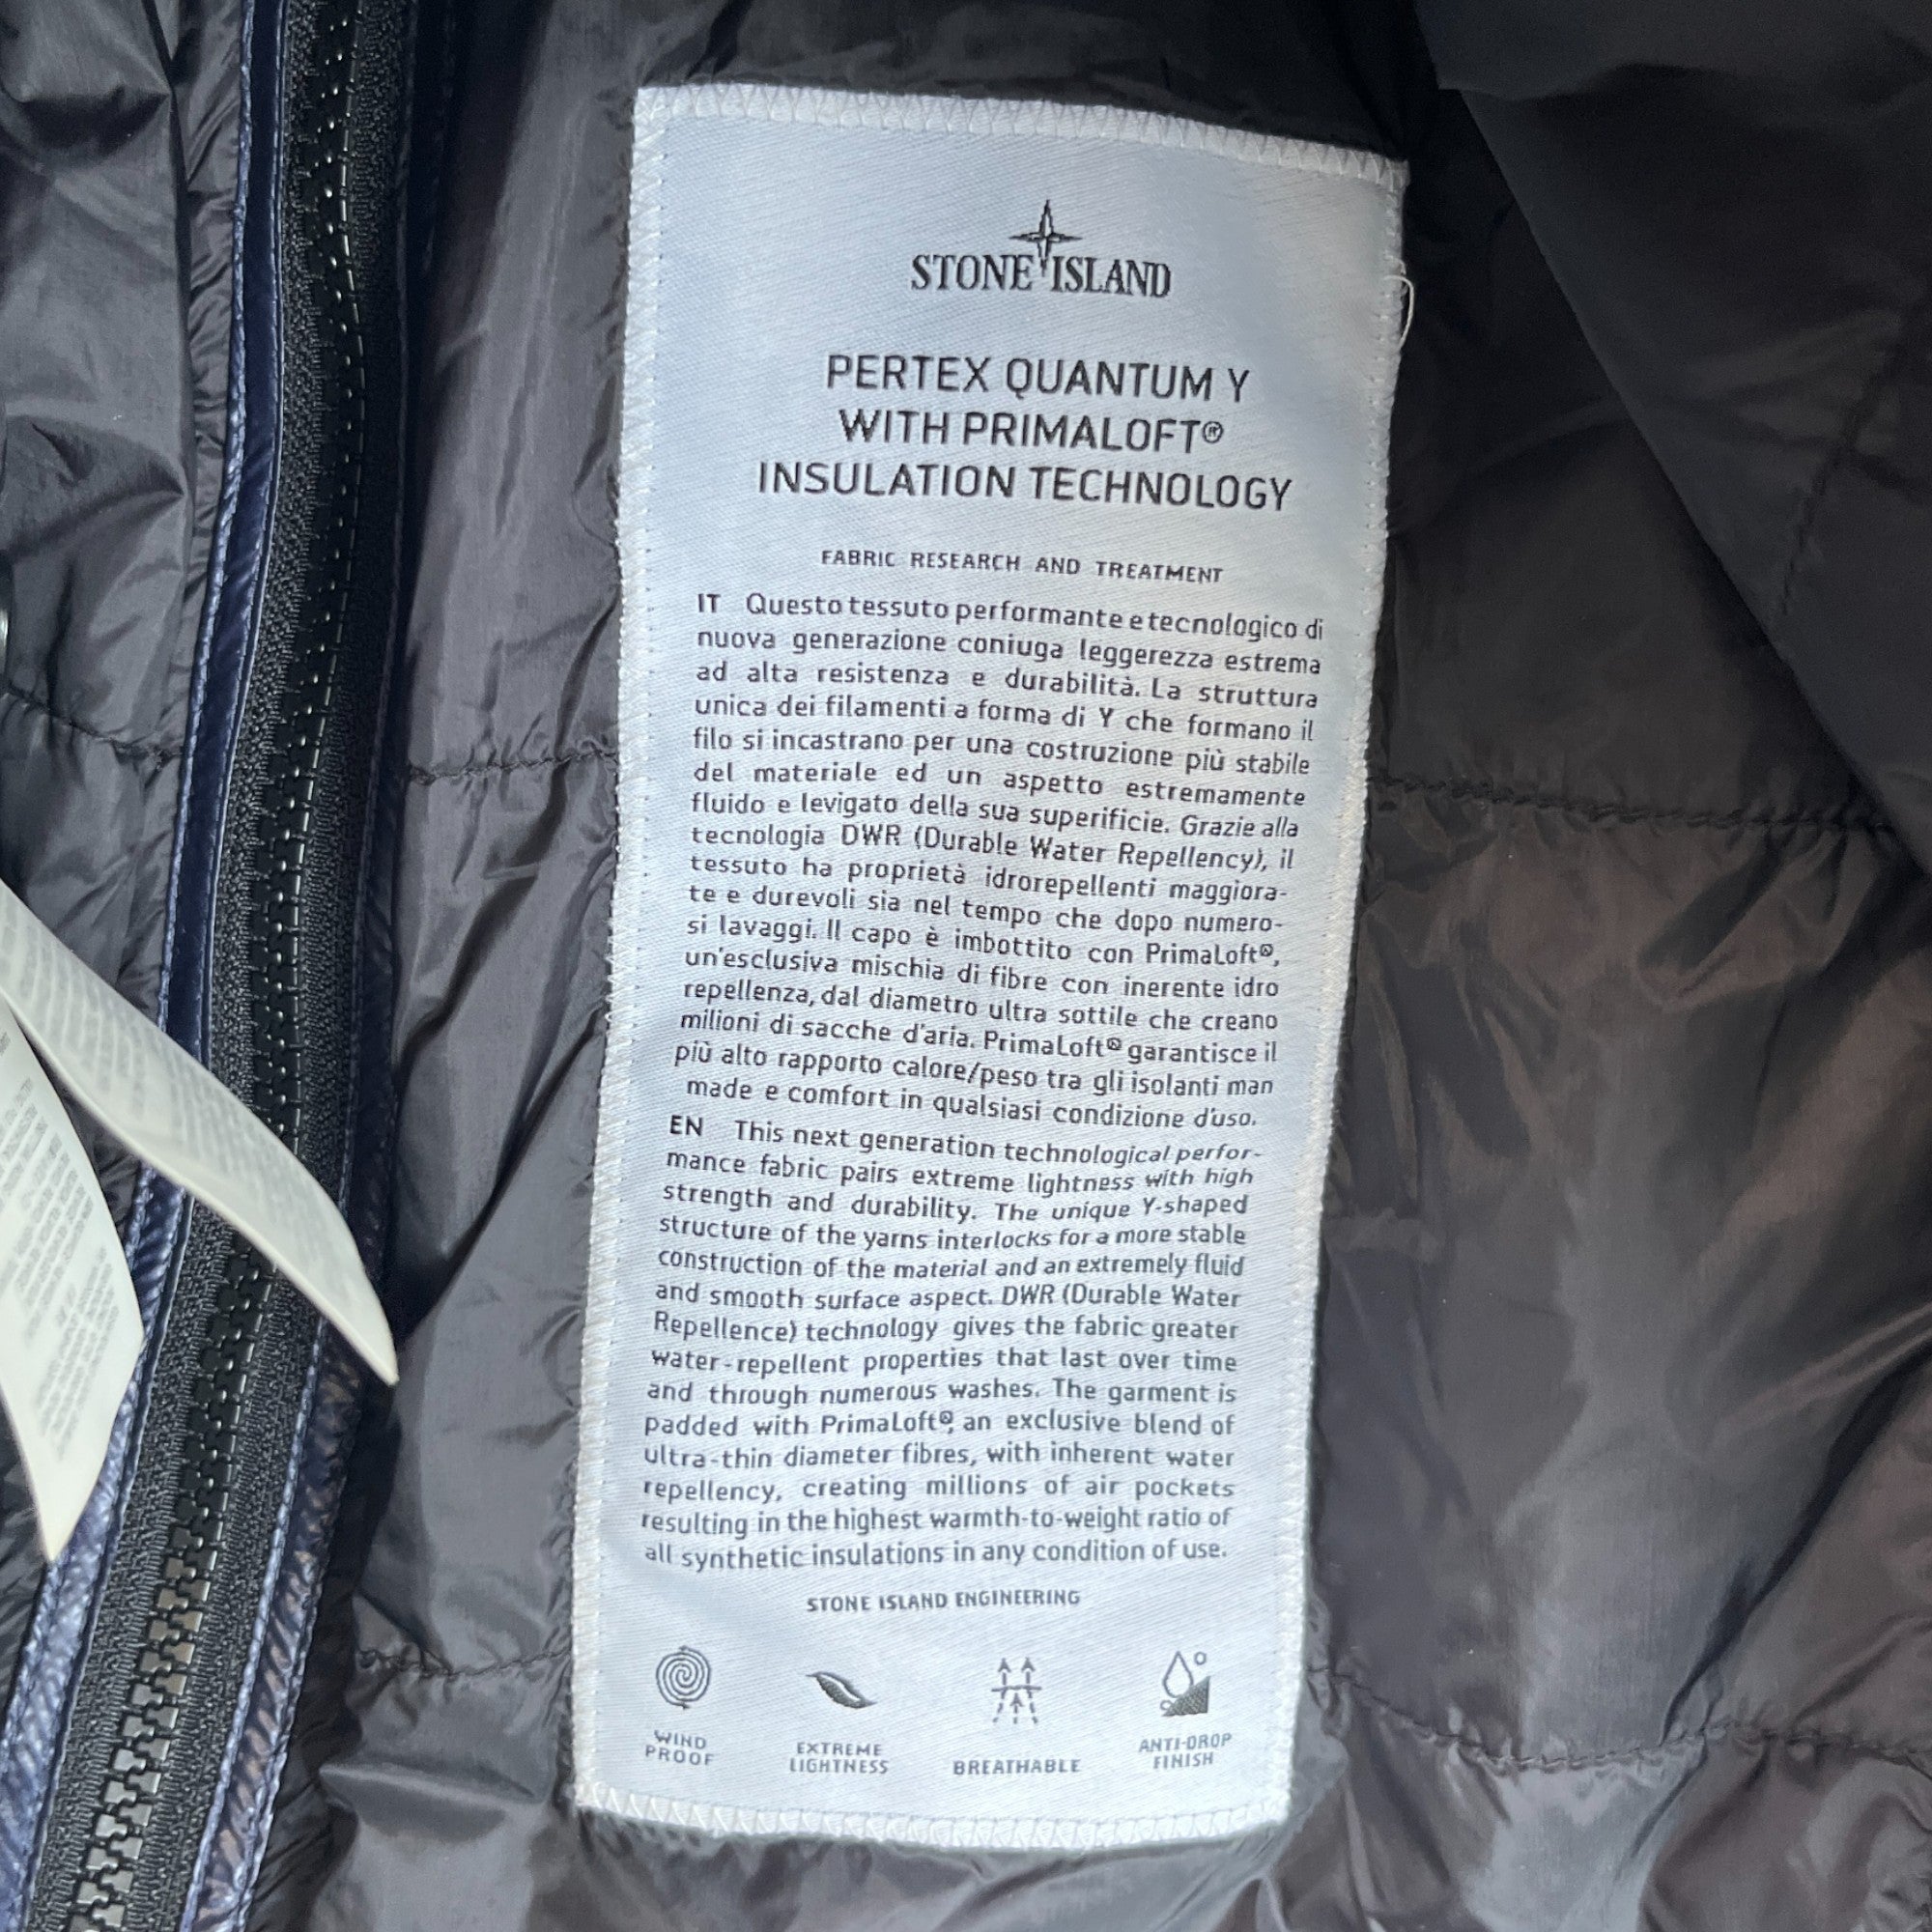 STONE ISLAND
PERTEX QUANTUM Y
WITH PRIMALOFT®
INSULATION TECHNOLOGY
FABRIC RESEARCH AND TREATMENT
IT Questo tessuto performante e tecnologico di
nuova generazione coniuga leggerezza estrema
ad alta resistenza e durabilità. La struttura
unica dei filamenti a forma di Y che formano il
filo si incastrano per una costruzione più stabile
del materiale ed un aspetto estremamente
fluido e levigato della sua superificie. Grazie alla
tecnologia DWR (Durable Water Repellency), il
tessuto ha proprietà idrorepellenti maggiora-
te e durevoli sia nel tempo che dopo numero-
si lavaggi. Il capo è imbottito con PrimaLoft®,
un'esclusiva mischia di fibre con inerente idro
repellenza, dal diametro ultra sottile che creano
milioni di sacche d'aria. PrimaLoft® garantisce il
più alto rapporto calore/peso tra gli isolanti man
made e comfort in qualsiasi condizione d'uso.
EN This next generation technological perfor-
mance fabric pairs extreme lightness with high
strength and durability. The unique Y-shaped
structure of the yarns interlocks for a more stable
construction of the material and an extremely fluid
and smooth surface aspect. DWR (Durable Water
Repellence) technology gives the fabric greater
water-repellent properties that last over time
and through numerous washes. The garment is
padded with PrimaLoft®, an exclusive blend of
ultra-thin diameter fibres, with inherent water
repellency, creating millions of air pockets
resulting in the highest warmth-to-weight ratio of
all synthetic insulations in any condition of use.
STONE ISLAND ENGINEERING
WIND
PROOF
EXTREME
LIGHTNESS
BREATHABLE
ANTI-DROP
FINISH